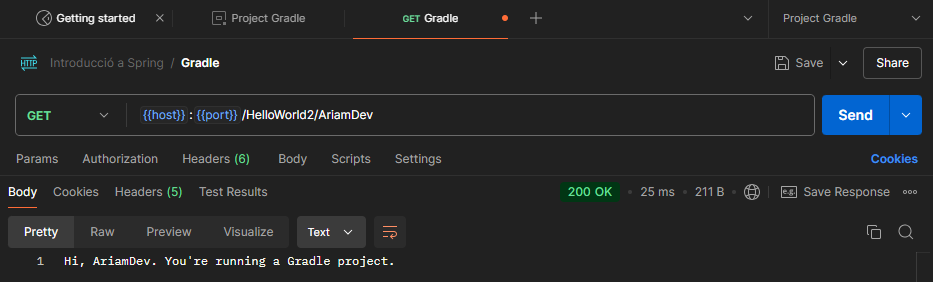 Getting started
Project Gradle
GET Gradle
Project Gradle
HTTP Introducció a Spring / Gradle
Save
Share
GET
{{host}} : {{port}} /HelloWorld2/AriamDev
Send
Params Authorization Headers (6) Body Scripts Settings
Cookies
Body Cookies Headers (5) Test Results
200 OK • 25 ms • 211 B
e.g. Save Response
Pretty Raw Preview Visualize Text
1 Hi, AriamDev. You're running a Gradle project.